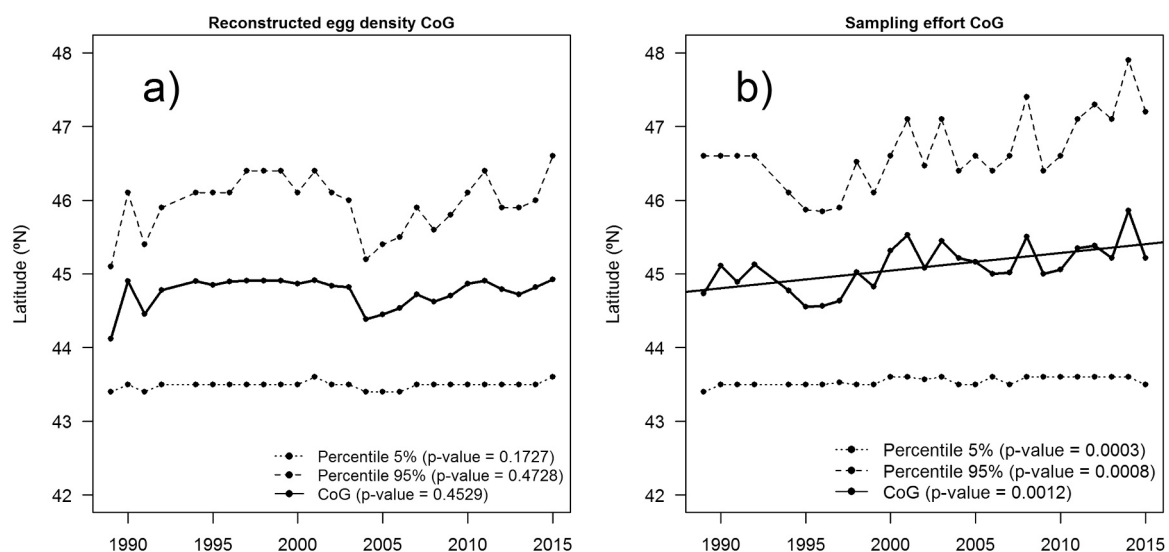 Reconstructed egg density CoG
a)
Latitude (ºN)
48
47
46
45
44
43
42
Percentile 5% (p-value = 0.1727)
Percentile 95% (p-value = 0.4728)
CoG (p-value = 0.4529)
1990
1995
2000
2005
2010
2015
Sampling effort CoG
b)
Latitude (ºN)
48
47
46
45
44
43
42
Percentile 5% (p-value = 0.0003)
Percentile 95% (p-value = 0.0008)
CoG (p-value = 0.0012)
1990
1995
2000
2005
2010
2015